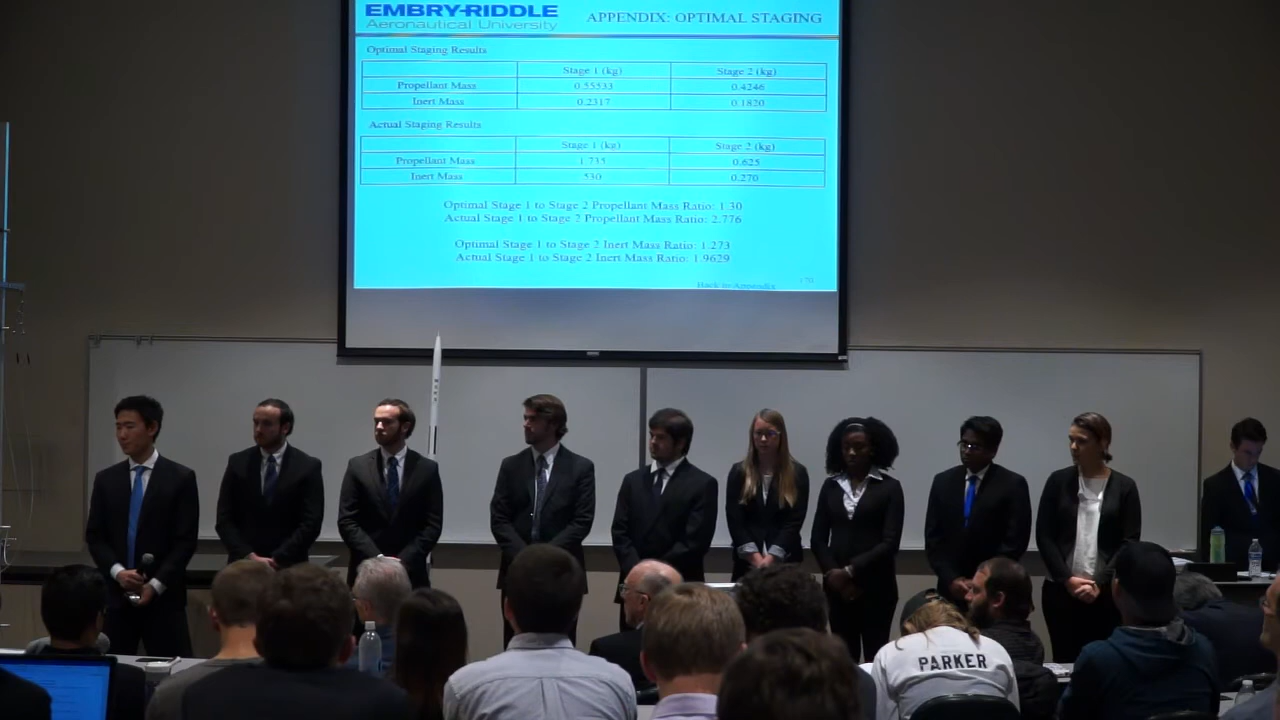 EMBRY-RIDDLE
Aeronautical University
APPENDIX: OPTIMAL STAGING
Optimal Staging Results
Stage 1 (kg) Stage 2 (kg)
Propellant Mass 0.55533 0.4246
Inert Mass 0.2317 0.1820
Actual Staging Results
Stage 1 (kg) Stage 2 (kg)
Propellant Mass 1.735 0.625
Inert Mass 530 0.270
Optimal Stage 1 to Stage 2 Propellant Mass Ratio: 1.30
Actual Stage 1 to Stage 2 Propellant Mass Ratio: 2.776
Optimal Stage 1 to Stage 2 Inert Mass Ratio: 1.273
Actual Stage 1 to Stage 2 Inert Mass Ratio: 1.9629
Back to Appendix
PARKER